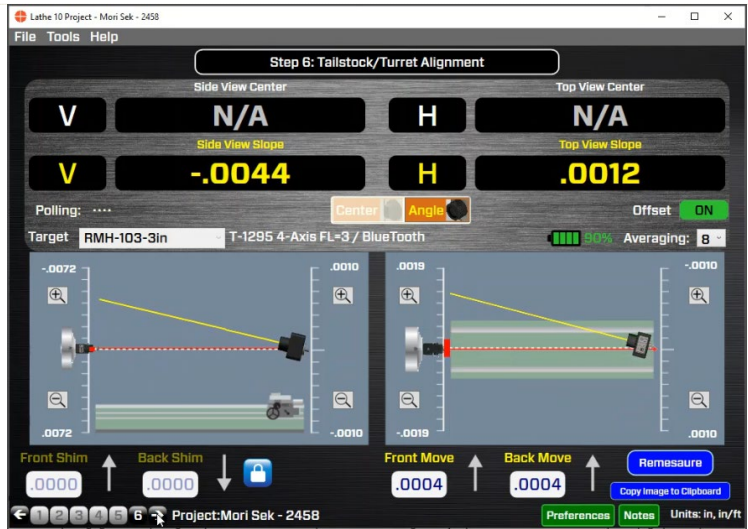 Lathe 10 Project - Mori Sek - 2458
File Tools Help
Step 6: Tailstock/Turret Alignment
Side View Center
Top View Center
V N/A H N/A
Side View Slope
Top View Slope
V -.0044 H .0012
Polling: ....
Center Angle
Offset ON
Target RMH-103-3in T-1295 4-Axis FL=3 / BlueTooth 90% Averaging: 8
-.0072 .0010 .0019 -.0010
.0072 -.0010 -.0019 .0010
Front Shim Back Shim Front Move Back Move
Remesaure
.0000 .0000 .0004 .0004
Copy Image to Clipboard
1 2 3 4 5 6 Project:Mori Sek - 2458 Preferences Notes Units: in, in/ft